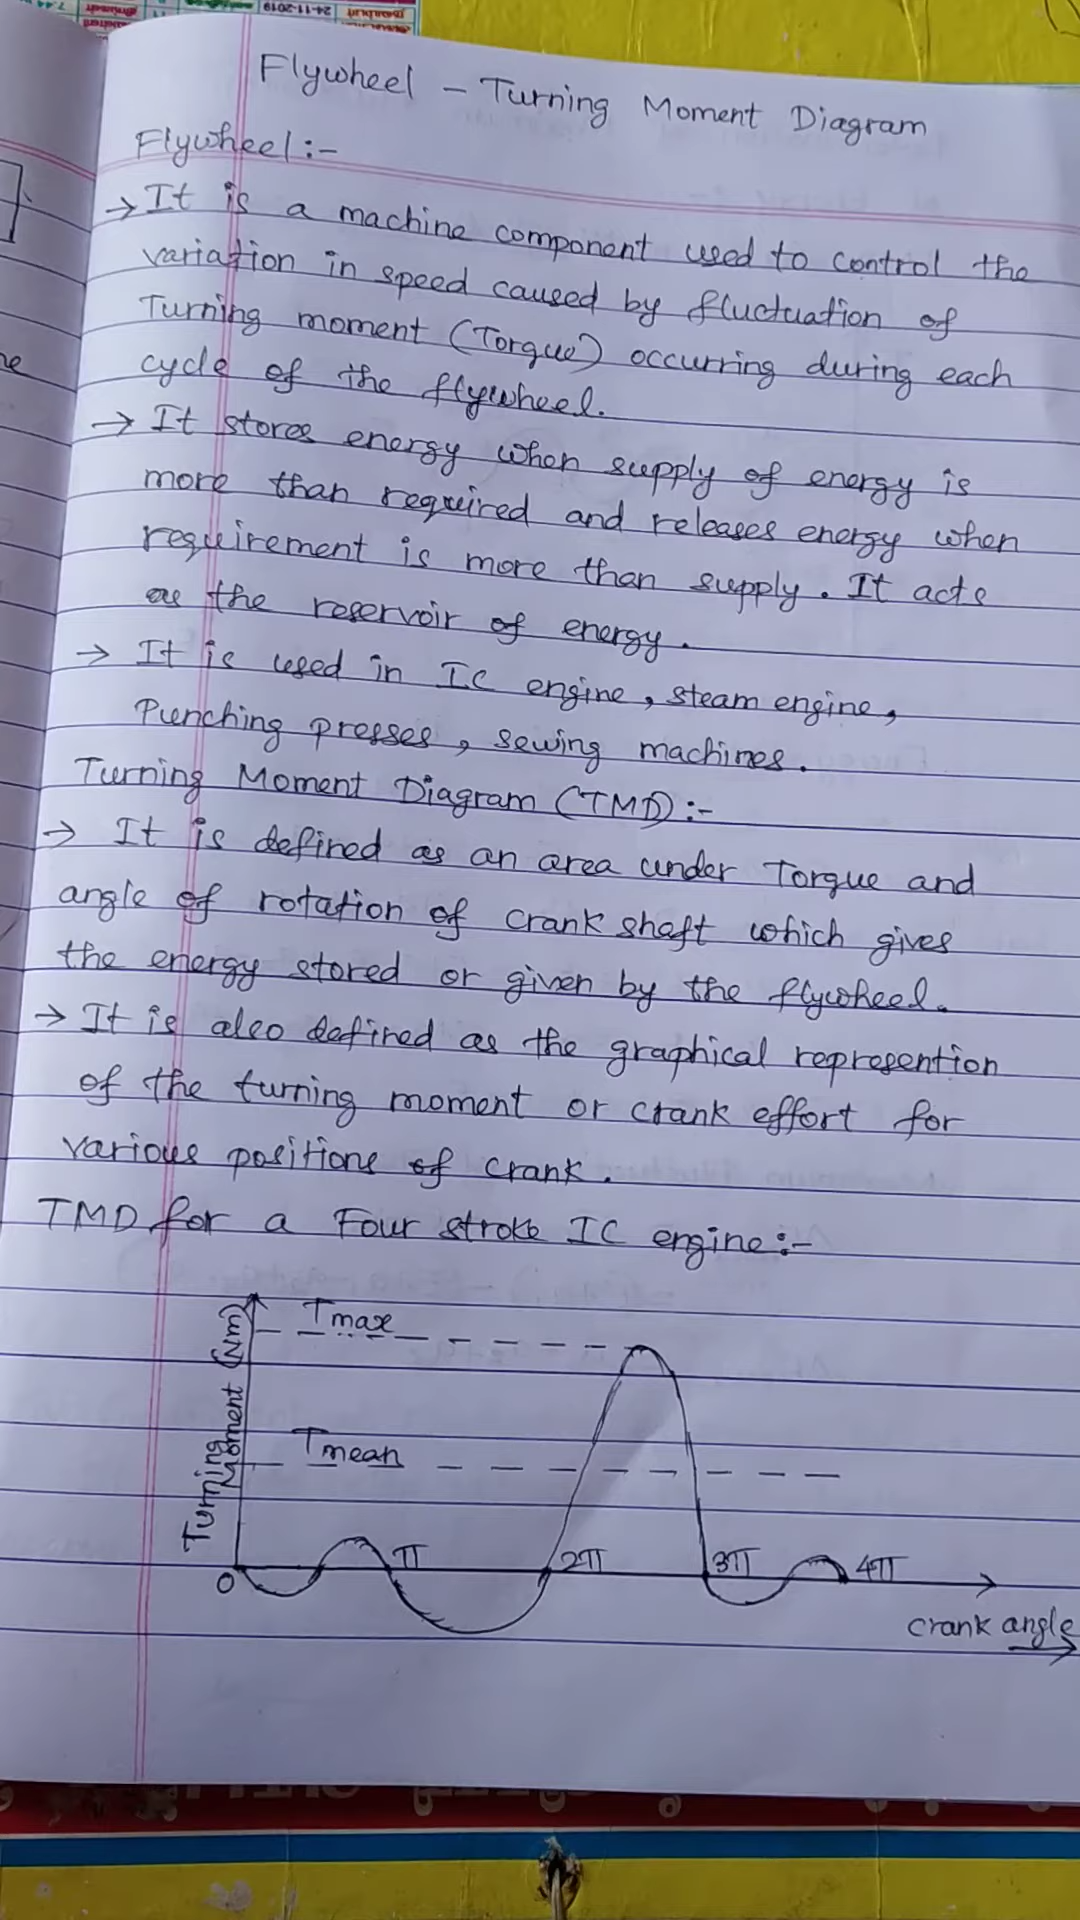 24-11-2019
7.44
Flywheel - Turning Moment Diagram
Flywheel:-
→ It is a machine component used to control the
variation in speed caused by fluctuation of
Turning moment (Torque) occurring during each
cycle of the flywheel.
→ It stores energy when supply of energy is
more than required and releases energy when
requirement is more than supply. It acts
as the reservoir of energy.
→ It is used in IC engine, steam engine,
Punching presses, sewing machines.
Turning Moment Diagram (TMD):-
→ It is defined as an area under Torque and
angle of rotation of crank shaft which gives
the energy stored or given by the flywheel.
→ It is also defined as the graphical represention
of the turning moment or crank effort for
various positions of crank.
TMD for a Four stroke IC engine:-
Tmax
Tmean
Turning
Moment (Nm)
0 π 2π 3π 4π
crank angle